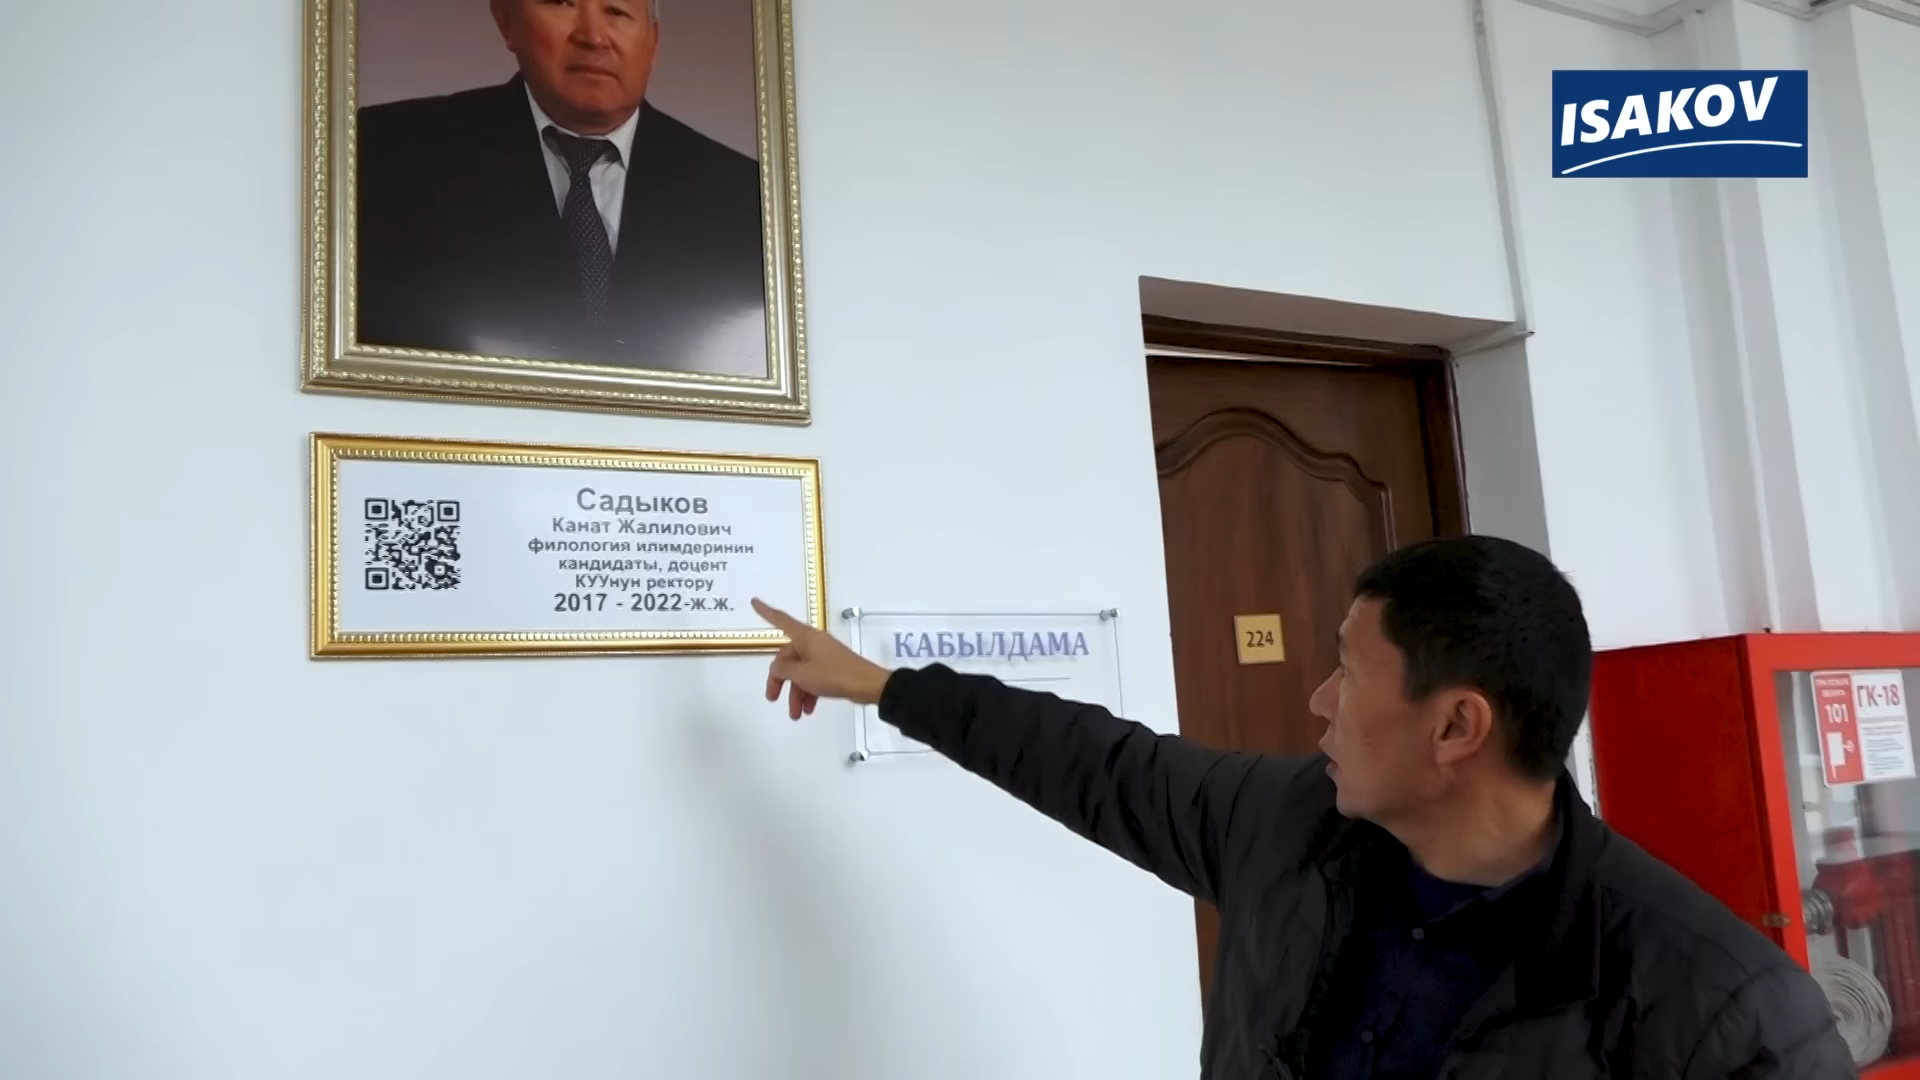 ISAKOV
Садыков
Канат Жалилович
филология илимдеринин
кандидаты, доцент
КУУнун ректору
2017 - 2022-ж.ж.
КАБЫЛДАМА
224
101
ГК-18